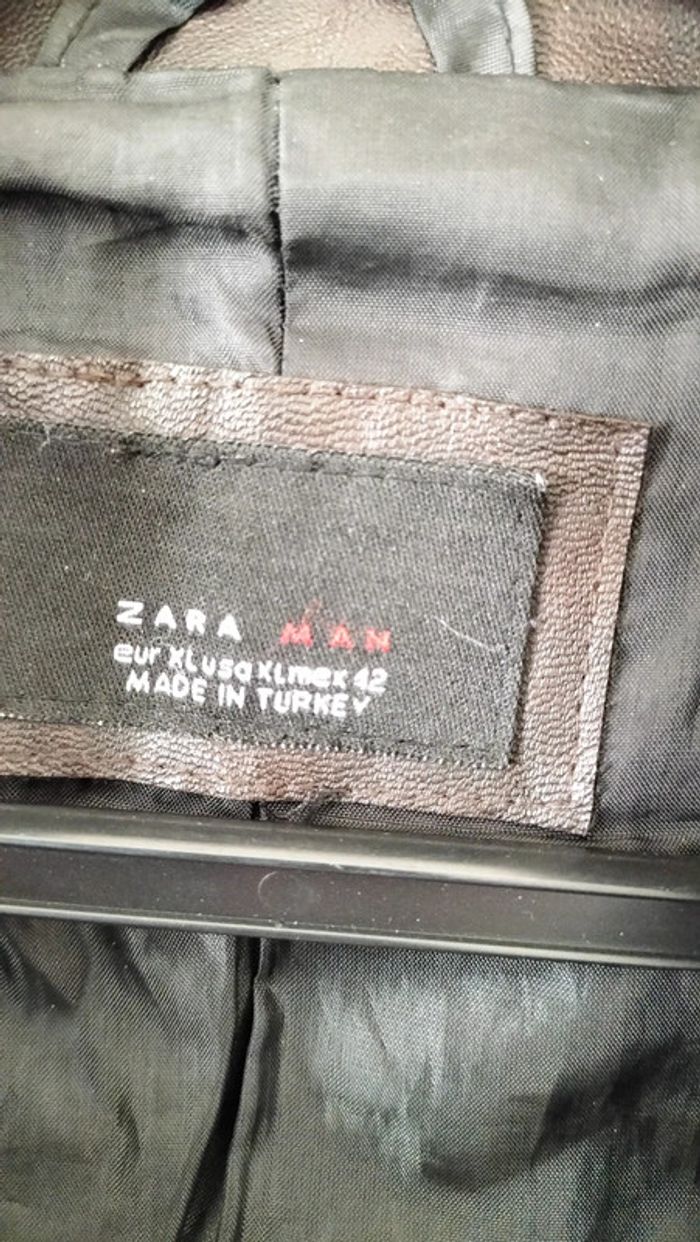 ZARA MAN
eur XL usa XL mex 42
MADE IN TURKEY